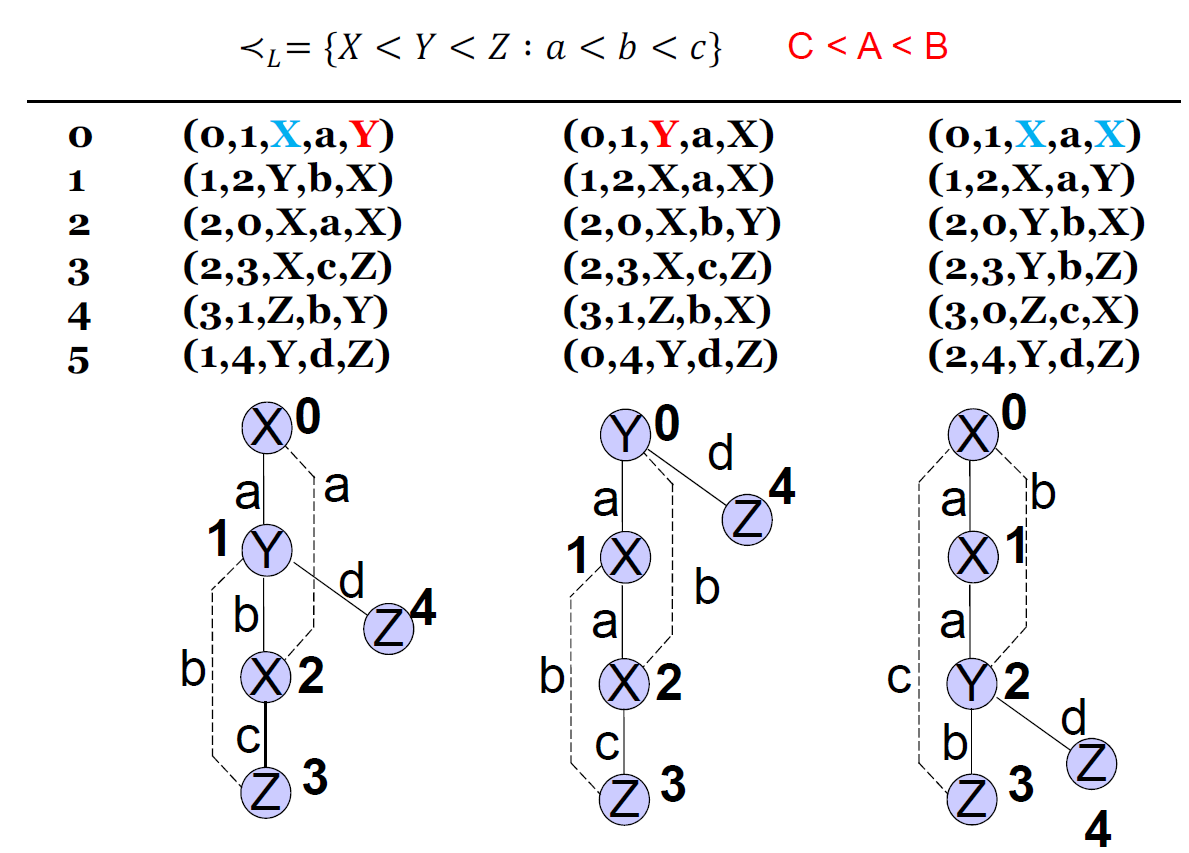 ≺L= {X < Y < Z : a < b < c} C < A < B
0 (0,1,X,a,Y) (0,1,Y,a,X) (0,1,X,a,X)
1 (1,2,Y,b,X) (1,2,X,a,X) (1,2,X,a,Y)
2 (2,0,X,a,X) (2,0,X,b,Y) (2,0,Y,b,X)
3 (2,3,X,c,Z) (2,3,X,c,Z) (2,3,Y,b,Z)
4 (3,1,Z,b,Y) (3,1,Z,b,X) (3,0,Z,c,X)
5 (1,4,Y,d,Z) (0,4,Y,d,Z) (2,4,Y,d,Z)
X 0
a a
1 Y
d
b Z 4
b
X 2
c
Z 3
Y 0
d
a Z 4
1 X
b
a
b X 2
c
Z 3
X 0
a b
X 1
a
c Y 2
d
b Z
Z 3
4